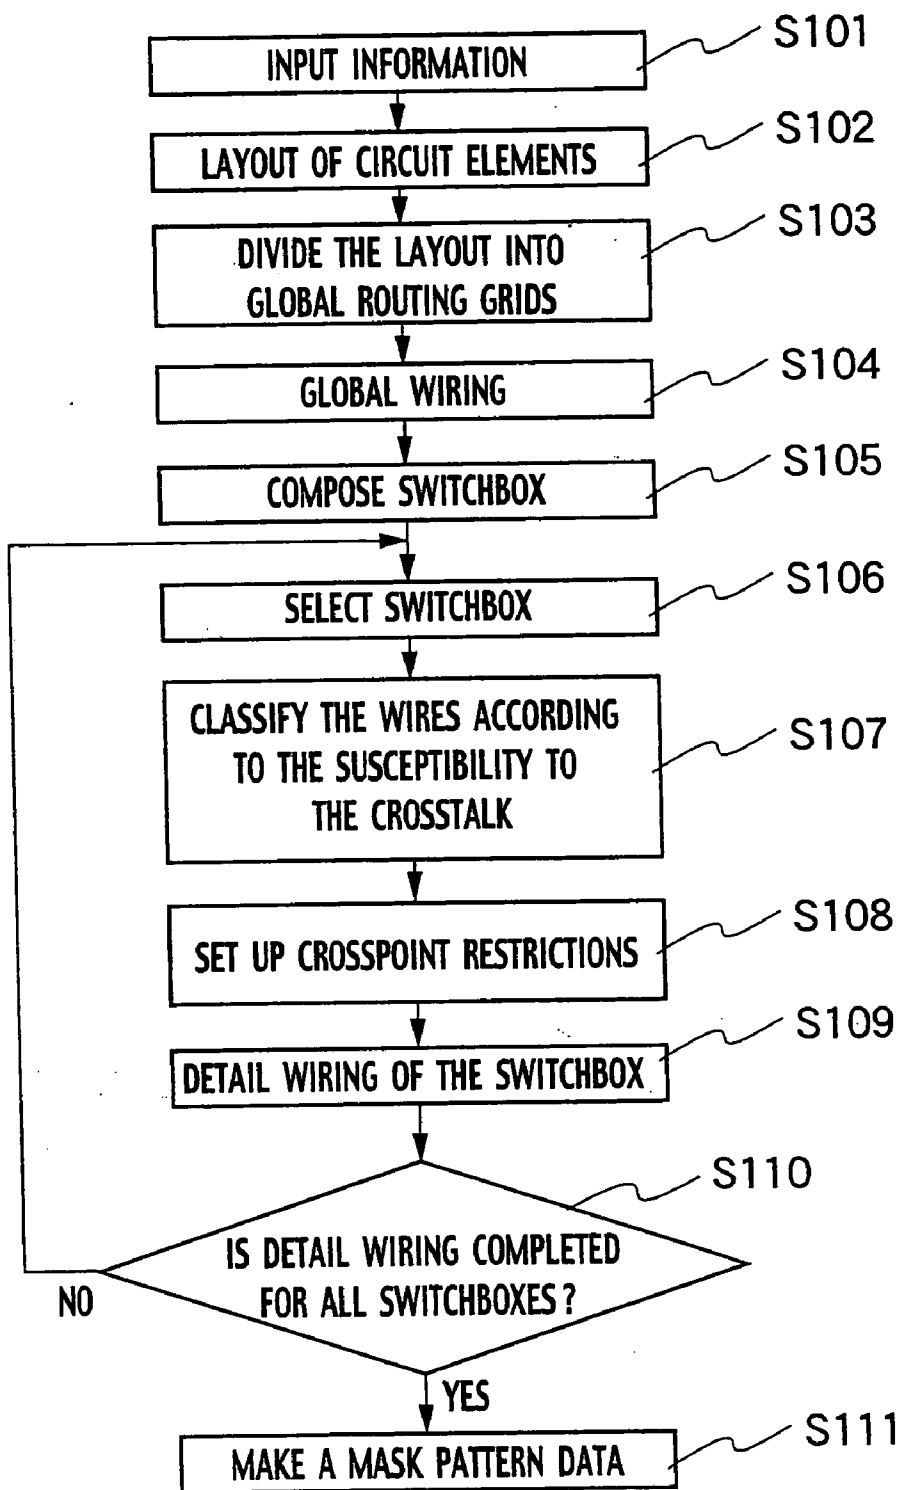 INPUT INFORMATION
S101
LAYOUT OF CIRCUIT ELEMENTS
S102
DIVIDE THE LAYOUT INTO
GLOBAL ROUTING GRIDS
S103
GLOBAL WIRING
S104
COMPOSE SWITCHBOX
S105
SELECT SWITCHBOX
S106
CLASSIFY THE WIRES ACCORDING
TO THE SUSCEPTIBILITY TO
THE CROSSTALK
S107
SET UP CROSSPOINT RESTRICTIONS
S108
DETAIL WIRING OF THE SWITCHBOX
S109
IS DETAIL WIRING COMPLETED
FOR ALL SWITCHBOXES?
S110
NO
YES
MAKE A MASK PATTERN DATA
S111